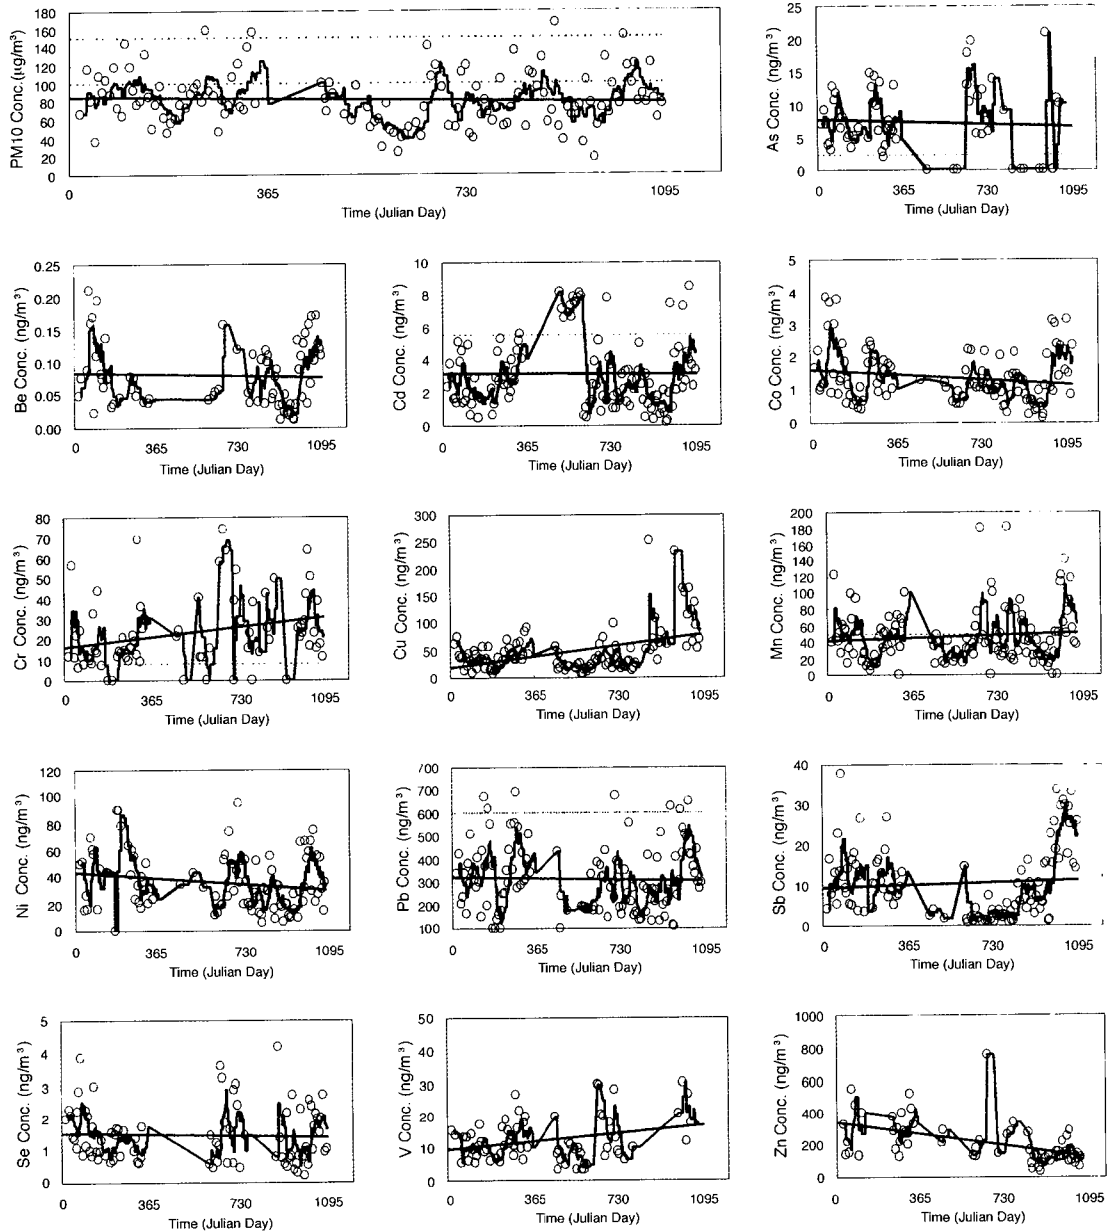 PM10 Conc.(μg/m³)
180
160
140
120
100
80
60
40
20
0
0 365 730 1095
Time (Julian Day)
As Conc. (ng/m³)
25
20
15
10
5
0
0 365 730 1095
Time (Julian Day)
Be Conc. (ng/m³)
0.25
0.20
0.15
0.10
0.05
0.00
0 365 730 1095
Time (Julian Day)
Cd Conc. (ng/m³)
10
8
6
4
2
0
0 365 730 1095
Time (Julian Day)
Co Conc. (ng/m³)
5
4
3
2
1
0
0 365 730 1095
Time (Julian Day)
Cr Conc. (ng/m³)
80
70
60
50
40
30
20
10
0
0 365 730 1095
Time (Julian Day)
Cu Conc. (ng/m³)
300
250
200
150
100
50
0
0 365 730 1095
Time (Julian Day)
Mn Conc. (ng/m³)
200
180
160
140
120
100
80
60
40
20
0
0 365 730 1095
Time (Julian Day)
Ni Conc. (ng/m³)
120
100
80
60
40
20
0
0 365 730 1095
Time (Julian Day)
Pb Conc. (ng/m³)
700
600
500
400
300
200
100
0 365 730 1095
Time (Julian Day)
Sb Conc. (ng/m³)
40
30
20
10
0
0 365 730 1095
Time (Julian Day)
Se Conc. (ng/m³)
5
4
3
2
1
0
0 365 730 1095
Time (Julian Day)
V Conc. (ng/m³)
50
40
30
20
10
0
0 365 730 1095
Time (Julian Day)
Zn Conc. (ng/m³)
1000
800
600
400
200
0
0 365 730 1095
Time (Julian Day)